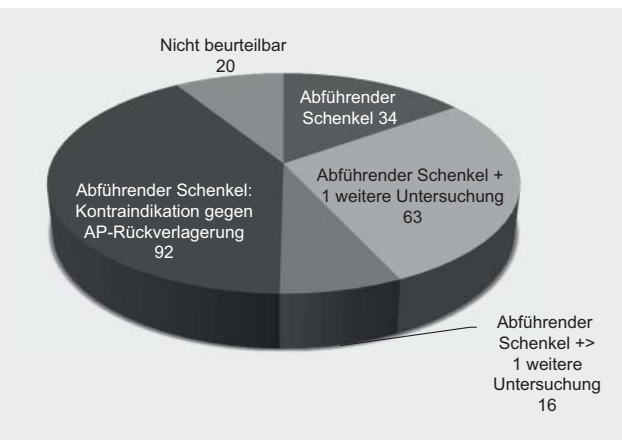 Nicht beurteilbar
20
Abführender
Schenkel 34
Abführender Schenkel +
1 weitere Untersuchung
63
Abführender Schenkel:
Kontraindikation gegen
AP-Rückverlagerung
92
Abführender
Schenkel +>
1 weitere
Untersuchung
16